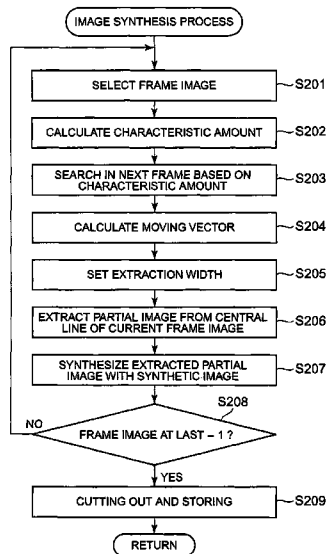 IMAGE SYNTHESIS PROCESS
SELECT FRAME IMAGE
S201
CALCULATE CHARACTERISTIC AMOUNT
S202
SEARCH IN NEXT FRAME BASED ON
CHARACTERISTIC AMOUNT
S203
CALCULATE MOVING VECTOR
S204
SET EXTRACTION WIDTH
S205
EXTRACT PARTIAL IMAGE FROM CENTRAL
LINE OF CURRENT FRAME IMAGE
S206
SYNTHESIZE EXTRACTED PARTIAL
IMAGE WITH SYNTHETIC IMAGE
S207
S208
NO
FRAME IMAGE AT LAST – 1 ?
YES
CUTTING OUT AND STORING
S209
RETURN